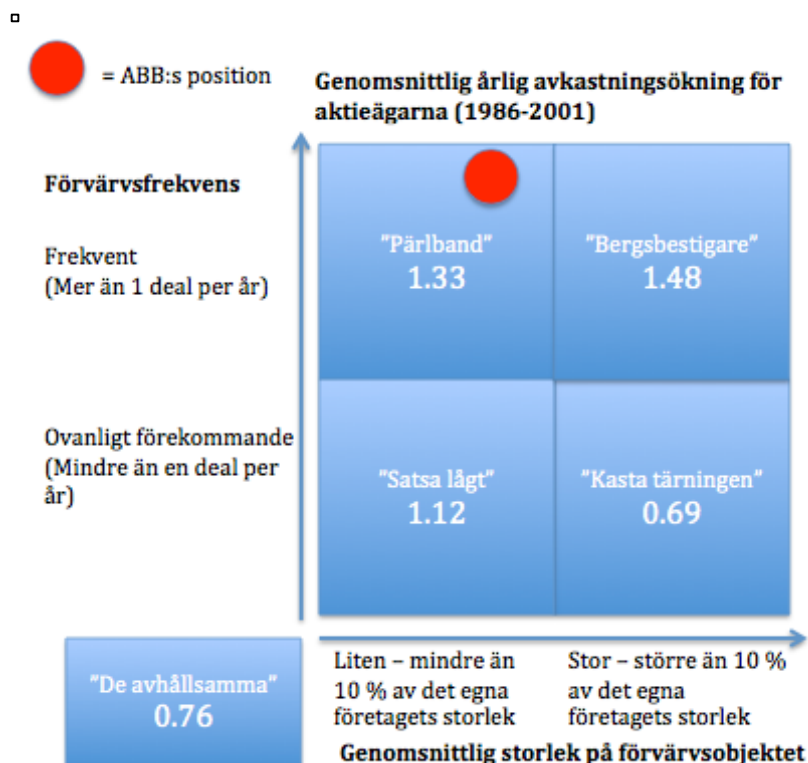 = ABB:s position
Genomsnittlig årlig avkastningsökning för
aktieägarna (1986-2001)
Förvärvsfrekvens
Frekvent
(Mer än 1 deal per år)
"Pärlband"
1.33
"Bergsbestigare"
1.48
Ovanligt förekommande
(Mindre än en deal per
år)
"Satsa lågt"
1.12
"Kasta tärningen"
0.69
"De avhållsamma"
0.76
Liten – mindre än
10 % av det egna
företagets storlek
Stor – större än 10 %
av det egna
företagets storlek
Genomsnittlig storlek på förvärvsobjektet